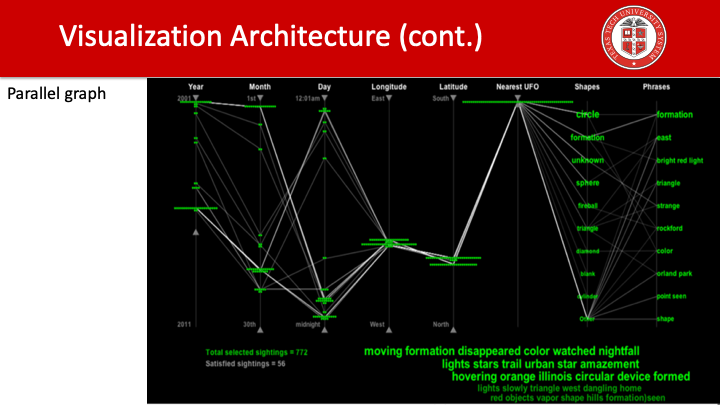 Visualization Architecture (cont.)
TEXAS TECH UNIVERSITY SYSTEM
Parallel graph
Year Month Day Longitude Latitude Nearest UFO Shapes Phrases
2001 1st 12:01am East South
circle formation
formation east
unknown bright red light
sphere triangle
fireball strange
triangle rockford
diamond color
blank orland park
cylinder point seen
Other shape
2011 30th midnight West North
Total selected sightings = 772
Satisfied sightings = 56
moving formation disappeared color watched nightfall
lights stars trail urban star amazement
hovering orange illinois circular device formed
lights slowly triangle west dangling home
red objects vapor shape hills formation)seen